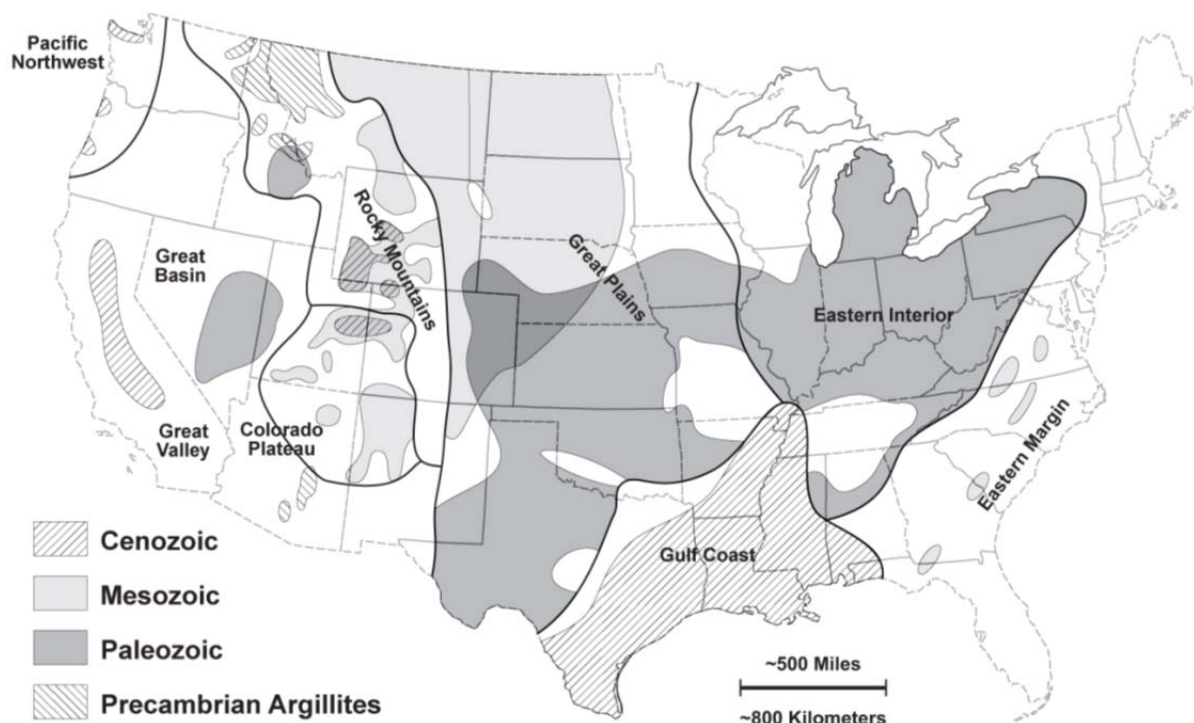 Pacific
Northwest
Rocky Mountains
Great
Basin
Great Plains
Eastern Interior
Great
Valley
Colorado
Plateau
Eastern Margin
Gulf Coast
Cenozoic
Mesozoic
Paleozoic
Precambrian Argillites
~500 Miles
~800 Kilometers